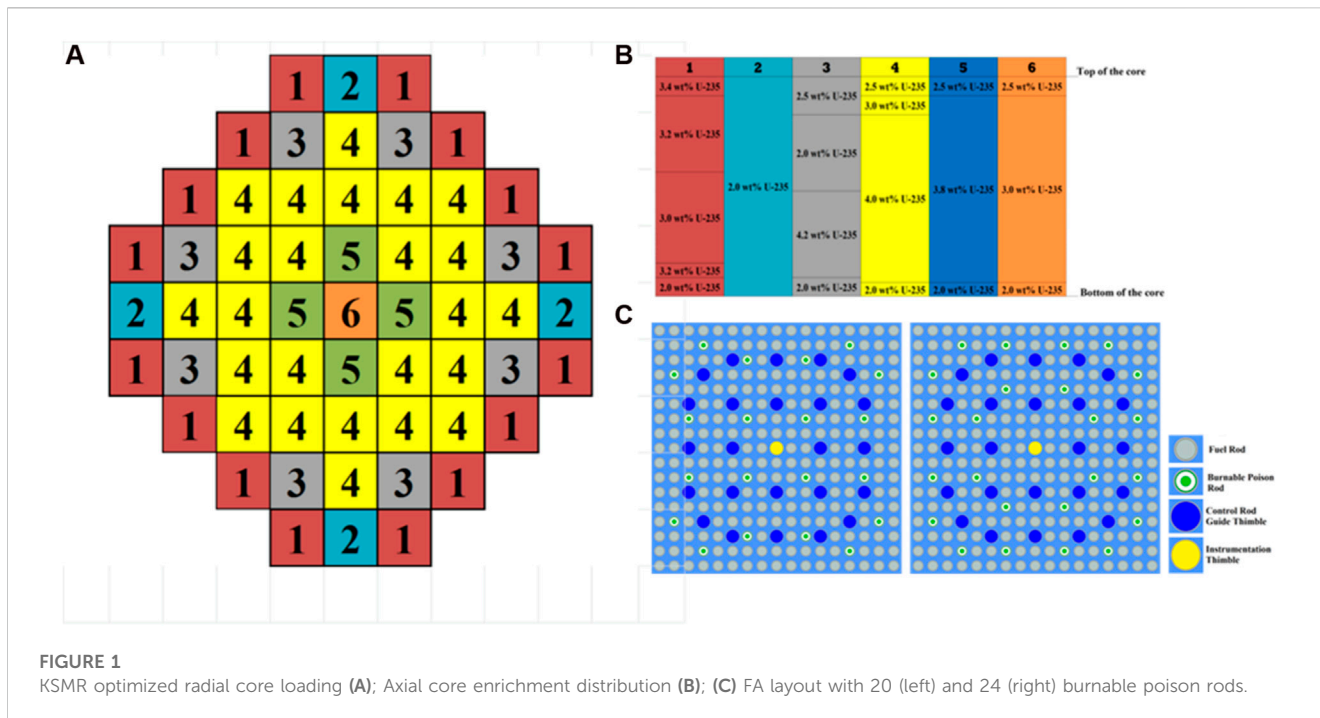 A
1 2 1
1 3 4 3 1
1 4 4 4 4 4 1
1 3 4 4 5 4 4 3 1
2 4 4 5 6 5 4 4 2
1 3 4 4 5 4 4 3 1
1 4 4 4 4 4 1
1 3 4 3 1
1 2 1
B
1 2 3 4 5 6
Top of the core
3.4 wt% U-235
3.2 wt% U-235
3.0 wt% U-235
3.2 wt% U-235
2.0 wt% U-235
2.0 wt% U-235
2.5 wt% U-235
2.0 wt% U-235
4.2 wt% U-235
2.0 wt% U-235
2.5 wt% U-235
3.0 wt% U-235
4.0 wt% U-235
2.0 wt% U-235
2.5 wt% U-235
3.8 wt% U-235
2.0 wt% U-235
2.5 wt% U-235
3.0 wt% U-235
2.0 wt% U-235
Bottom of the core
C
Fuel Rod
Burnable Poison
Rod
Control Rod
Guide Thimble
Instrumentation
Thimble
FIGURE 1
KSMR optimized radial core loading (A); Axial core enrichment distribution (B); (C) FA layout with 20 (left) and 24 (right) burnable poison rods.